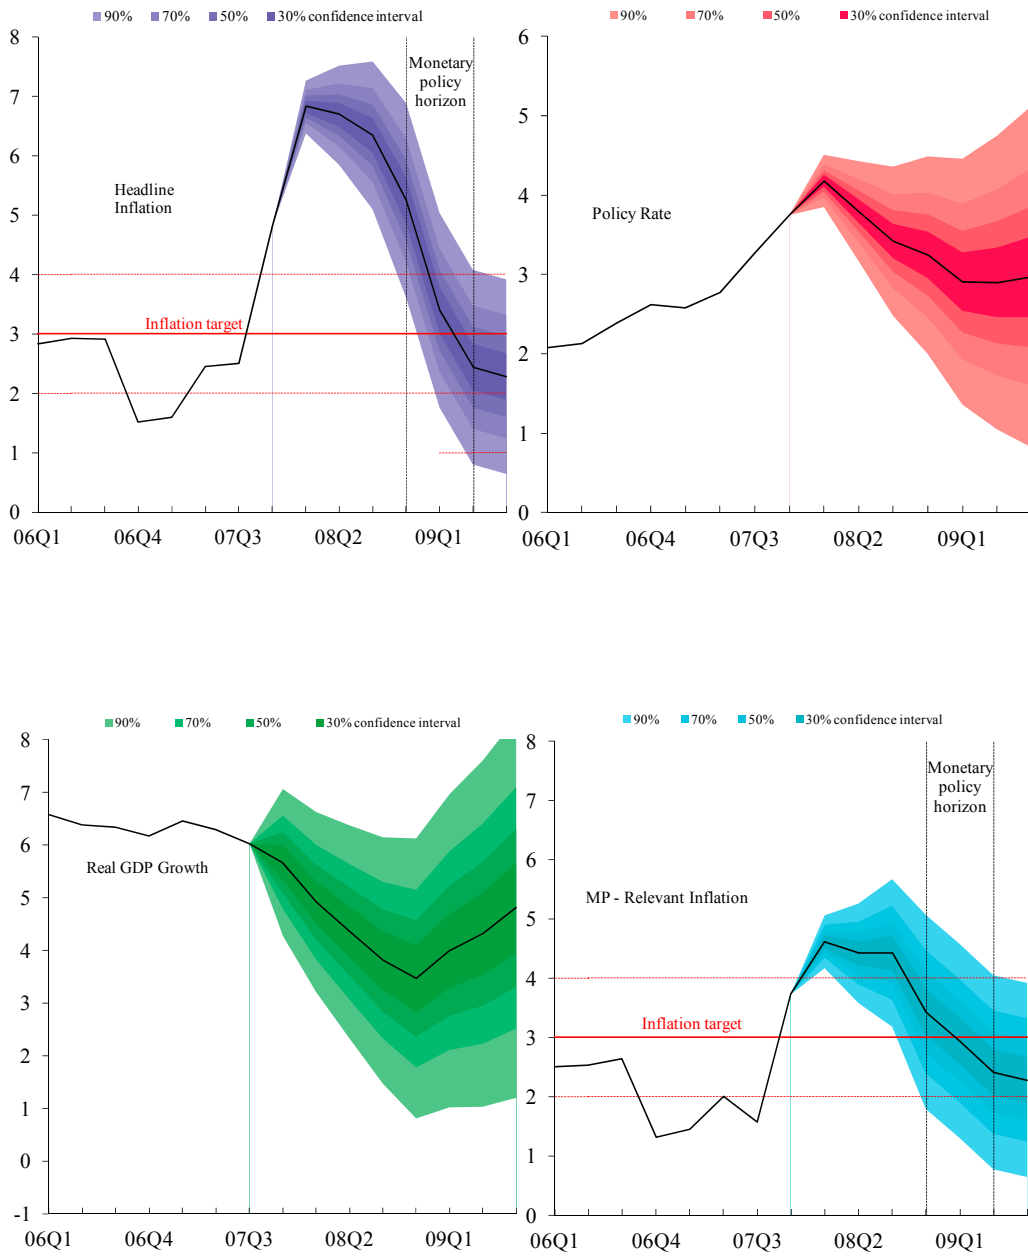 90% 70% 50% 30% confidence interval
8
7
6
5
4
3
2
1
0
Monetary
policy
horizon
Headline
Inflation
Inflation target
06Q1 06Q4 07Q3 08Q2 09Q1
90% 70% 50% 30% confidence interval
6
5
4
3
2
1
0
Policy Rate
06Q1 06Q4 07Q3 08Q2 09Q1
90% 70% 50% 30% confidence interval
8
7
6
5
4
3
2
1
0
-1
Real GDP Growth
06Q1 06Q4 07Q3 08Q2 09Q1
90% 70% 50% 30% confidence interval
8
7
6
5
4
3
2
1
0
Monetary
policy
horizon
MP - Relevant Inflation
Inflation target
06Q1 06Q4 07Q3 08Q2 09Q1